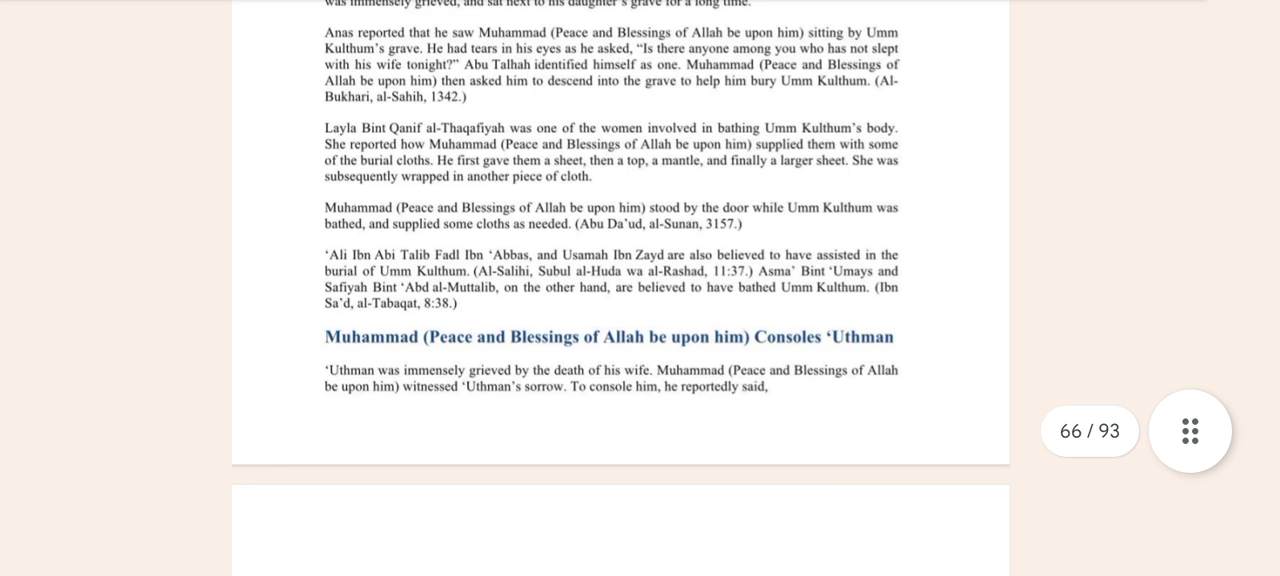 was immensely grieved, and sat next to his daughter's grave for a long time.
Anas reported that he saw Muhammad (Peace and Blessings of Allah be upon him) sitting by Umm
Kulthum's grave. He had tears in his eyes as he asked, “Is there anyone among you who has not slept
with his wife tonight?” Abu Talhah identified himself as one. Muhammad (Peace and Blessings of
Allah be upon him) then asked him to descend into the grave to help him bury Umm Kulthum. (Al-
Bukhari, al-Sahih, 1342.)
Layla Bint Qanif al-Thaqafiyah was one of the women involved in bathing Umm Kulthum's body.
She reported how Muhammad (Peace and Blessings of Allah be upon him) supplied them with some
of the burial cloths. He first gave them a sheet, then a top, a mantle, and finally a larger sheet. She was
subsequently wrapped in another piece of cloth.
Muhammad (Peace and Blessings of Allah be upon him) stood by the door while Umm Kulthum was
bathed, and supplied some cloths as needed. (Abu Da'ud, al-Sunan, 3157.)
‘Ali Ibn Abi Talib Fadl Ibn ‘Abbas, and Usamah Ibn Zayd are also believed to have assisted in the
burial of Umm Kulthum. (Al-Salihi, Subul al-Huda wa al-Rashad, 11:37.) Asma’ Bint ‘Umays and
Safiyah Bint ‘Abd al-Muttalib, on the other hand, are believed to have bathed Umm Kulthum. (Ibn
Sa’d, al-Tabaqat, 8:38.)
Muhammad (Peace and Blessings of Allah be upon him) Consoles ‘Uthman
‘Uthman was immensely grieved by the death of his wife. Muhammad (Peace and Blessings of Allah
be upon him) witnessed ‘Uthman’s sorrow. To console him, he reportedly said,
66 / 93